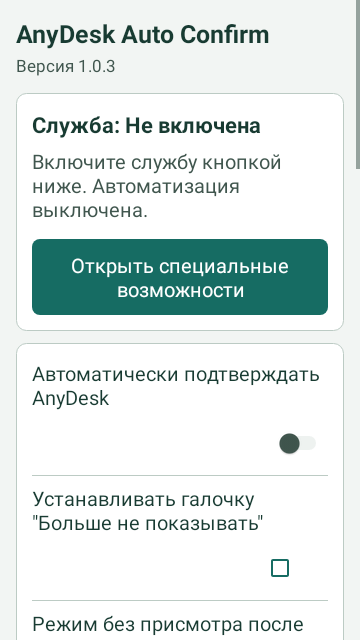 AnyDesk Auto Confirm
Версия 1.0.3
Служба: Не включена
Включите службу кнопкой
ниже. Автоматизация
выключена.
Открыть специальные
возможности
Автоматически подтверждать
AnyDesk
Устанавливать галочку
"Больше не показывать"
Режим без присмотра после